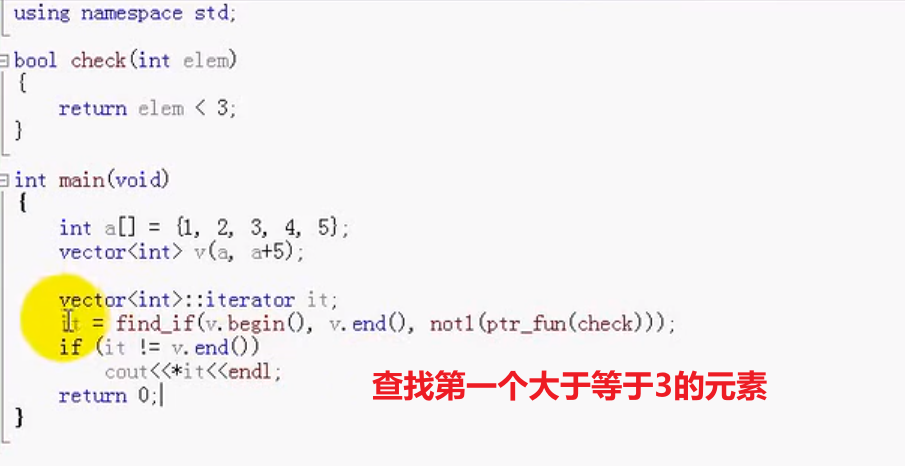 using namespace std;
bool check(int elem)
{
    return elem < 3;
}
int main(void)
{
    int a[] = {1, 2, 3, 4, 5};
    vector<int> v(a, a+5);
    vector<int>::iterator it;
    it = find_if(v.begin(), v.end(), not1(ptr_fun(check)));
    if (it != v.end())
        cout<<*it<<endl;
    return 0;
查找第一个大于等于3的元素
}